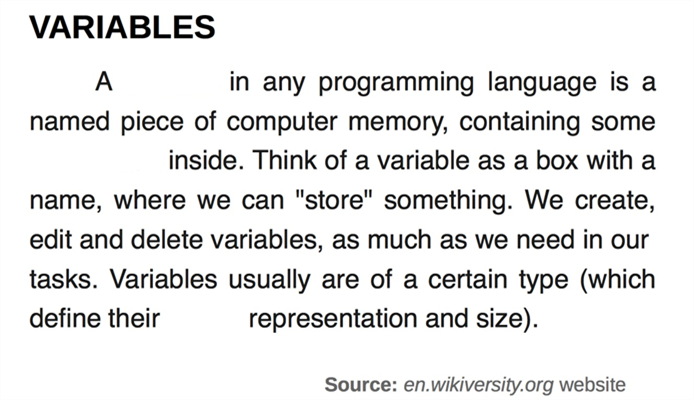 VARIABLES
A in any programming language is a
named piece of computer memory, containing some
inside. Think of a variable as a box with a
name, where we can "store" something. We create,
edit and delete variables, as much as we need in our
tasks. Variables usually are of a certain type (which
define their representation and size).
Source: en.wikiversity.org website